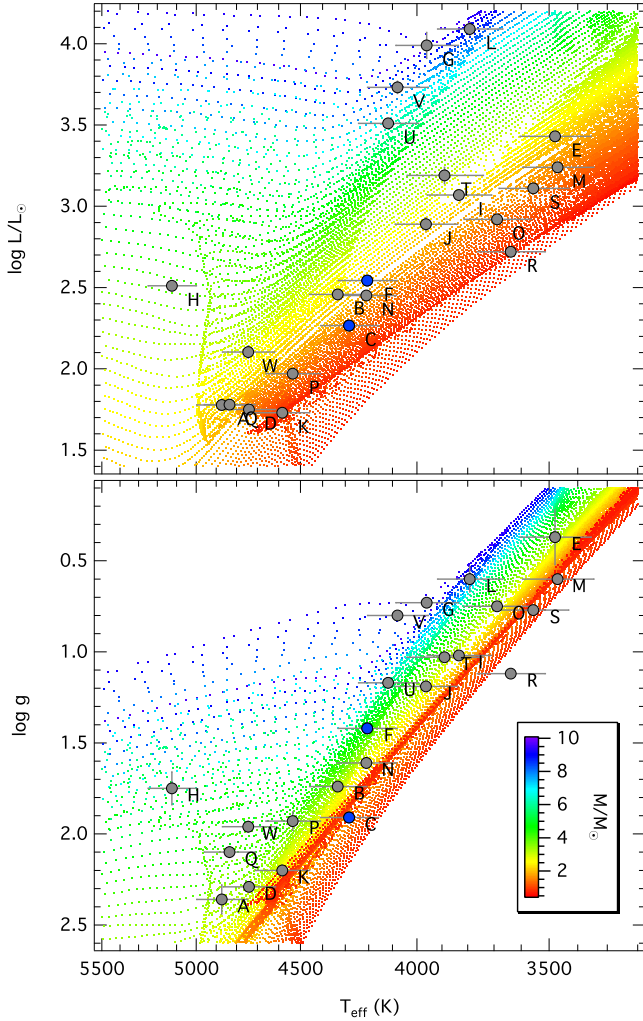 4.0
3.5
3.0
2.5
2.0
1.5
log L/L☉
L
G
V
U
E
M
T
S
I
J
O
R
H
F
B
N
C
W
P
A
Q
D
K
0.5
1.0
1.5
2.0
2.5
log g
E
L
M
G
O
S
V
T
I
R
U
J
F
N
H
B
C
W
P
Q
K
D
A
10
8
6
4
2
M/M☉
5500
5000
4500
4000
3500
Teff (K)